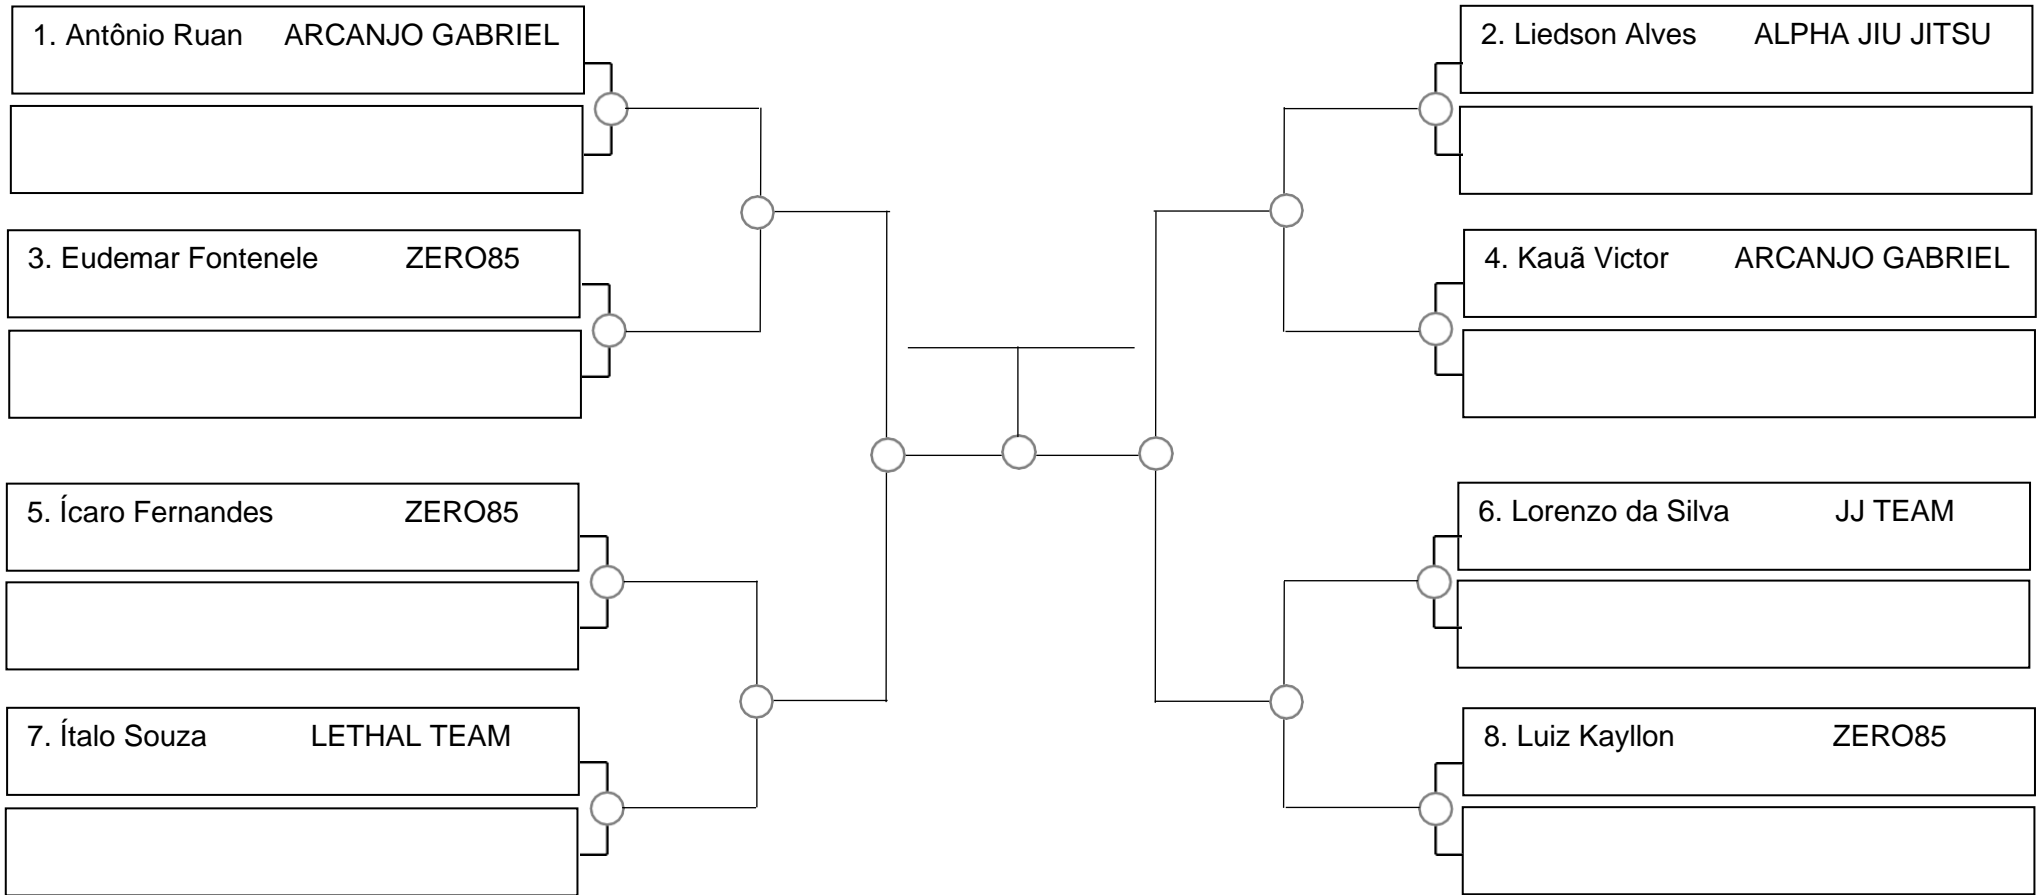 1. Antônio Ruan ARCANJO GABRIEL
2. Liedson Alves ALPHA JIU JITSU
3. Eudemar Fontenele ZERO85
4. Kauã Victor ARCANJO GABRIEL
5. Ícaro Fernandes ZERO85
6. Lorenzo da Silva JJ TEAM
7. Ítalo Souza LETHAL TEAM
8. Luiz Kayllon ZERO85